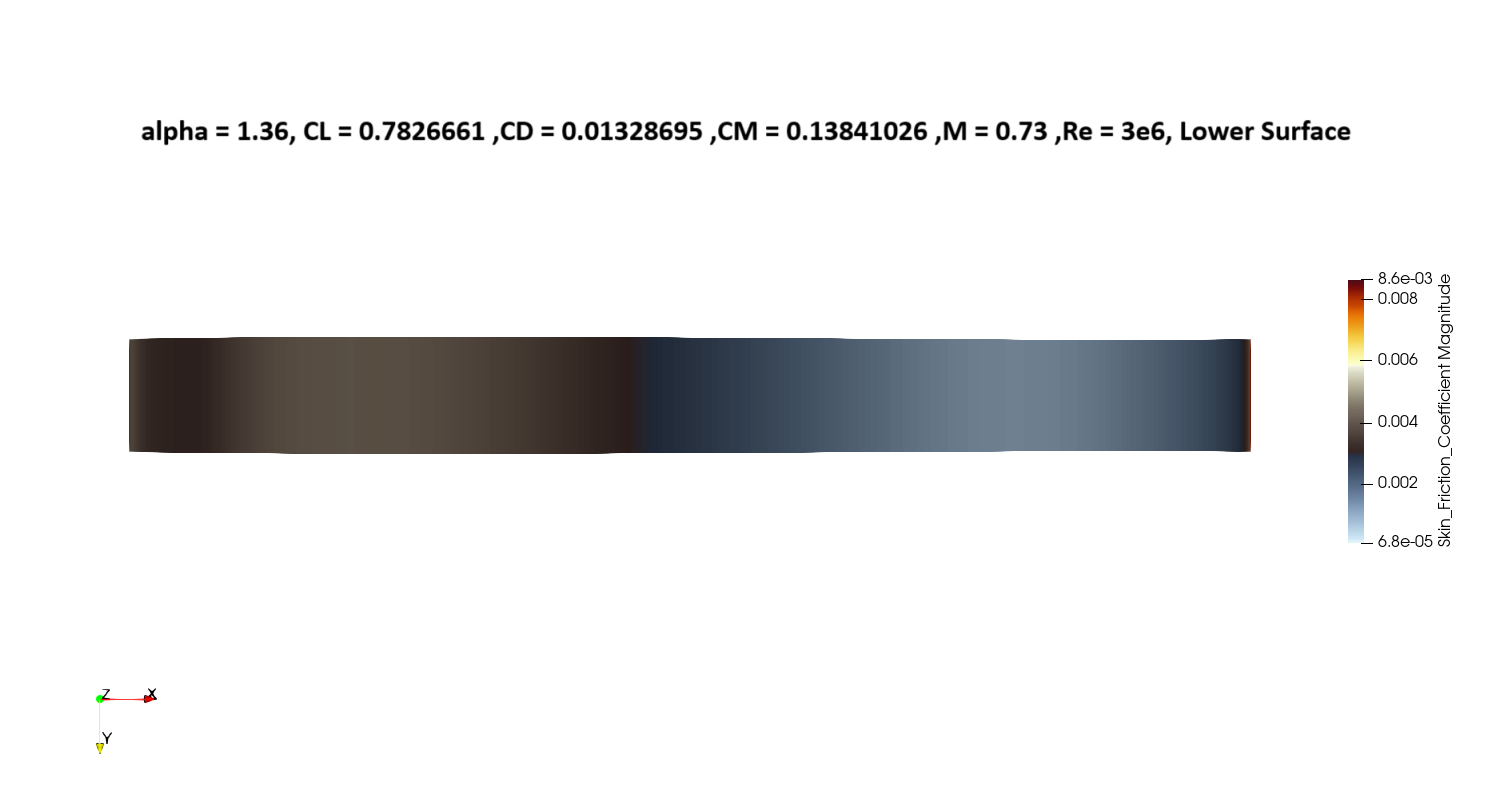 alpha = 1.36, CL = 0.7826661 ,CD = 0.01328695 ,CM = 0.13841026 ,M = 0.73 ,Re = 3e6, Lower Surface
8.6e-03
0.008
0.006
0.004
0.002
6.8e-05
Skin_Friction_Coefficient Magnitude
Z
X
Y